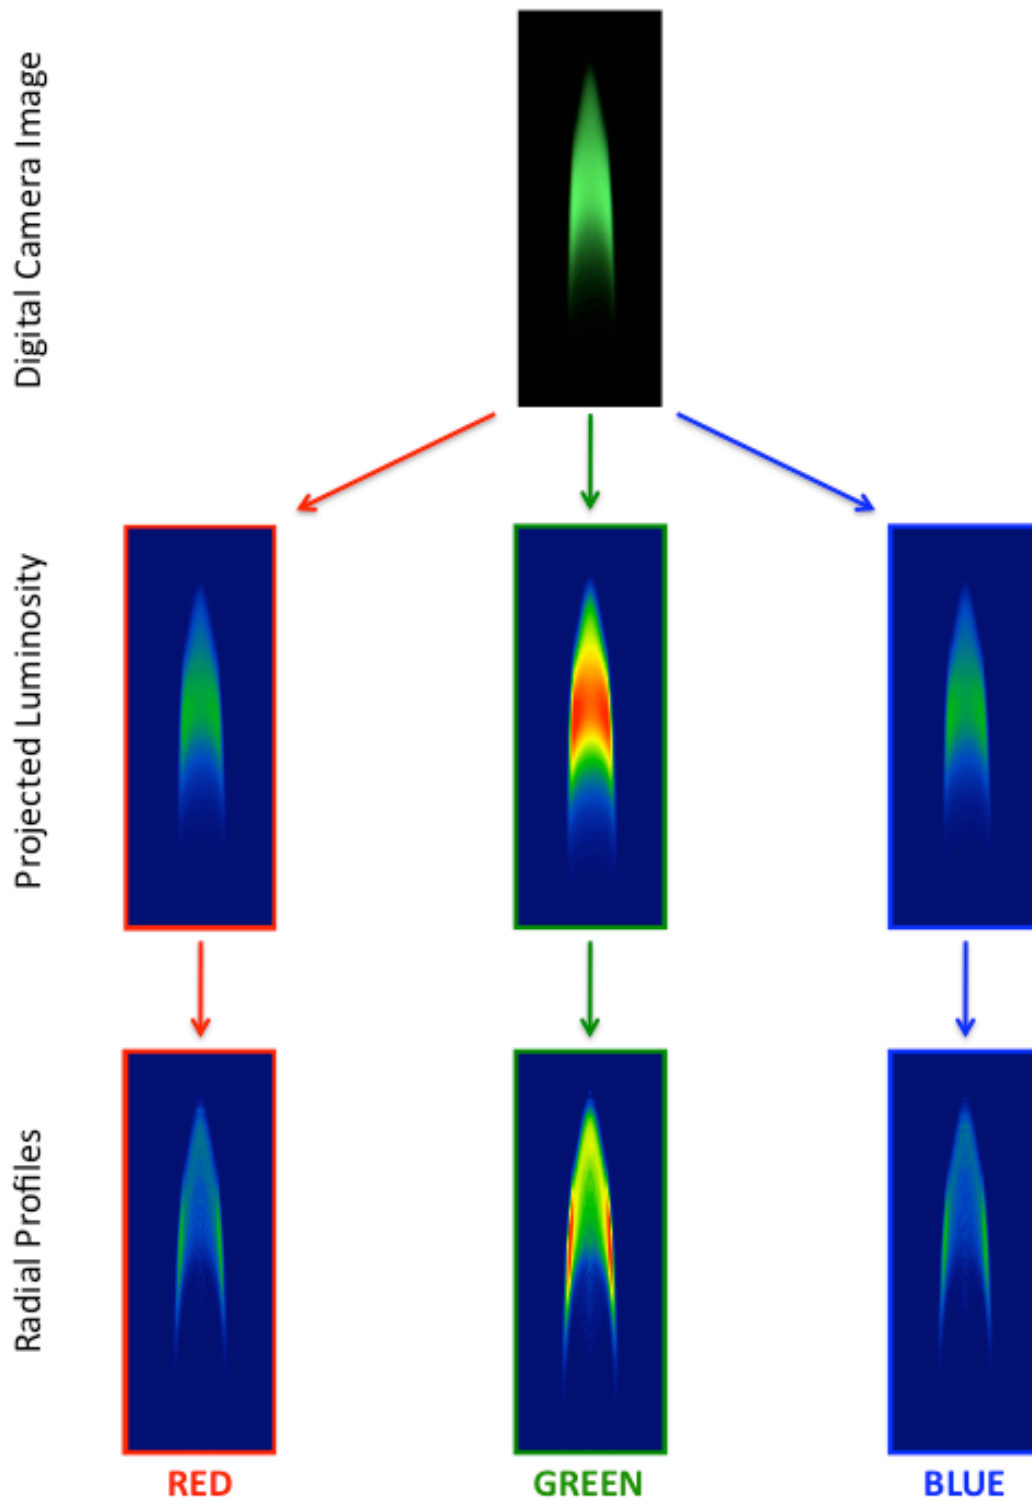 Digital Camera Image
Projected Luminosity
Radial Profiles
RED
GREEN
BLUE